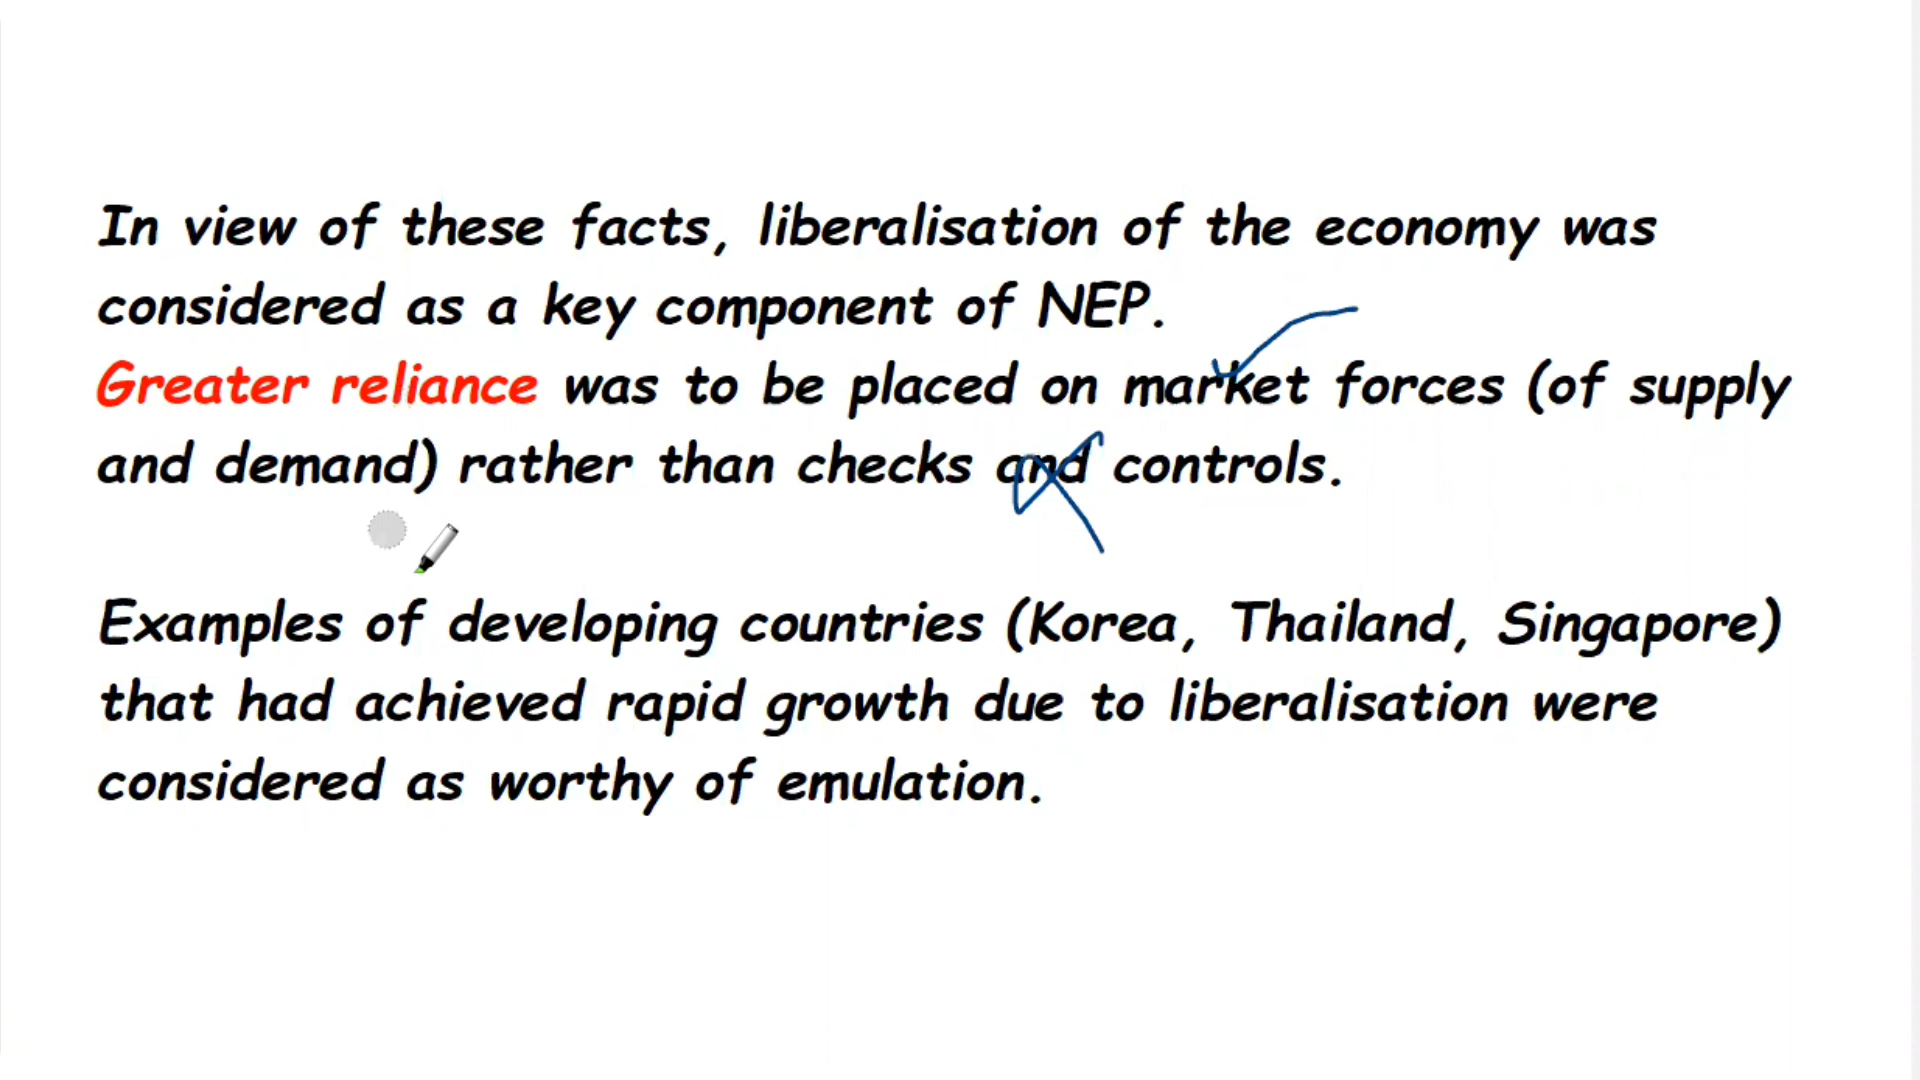 In view of these facts, liberalisation of the economy was
considered as a key component of NEP.
Greater reliance was to be placed on market forces (of supply
and demand) rather than checks and controls.
Examples of developing countries (Korea, Thailand, Singapore)
that had achieved rapid growth due to liberalisation were
considered as worthy of emulation.